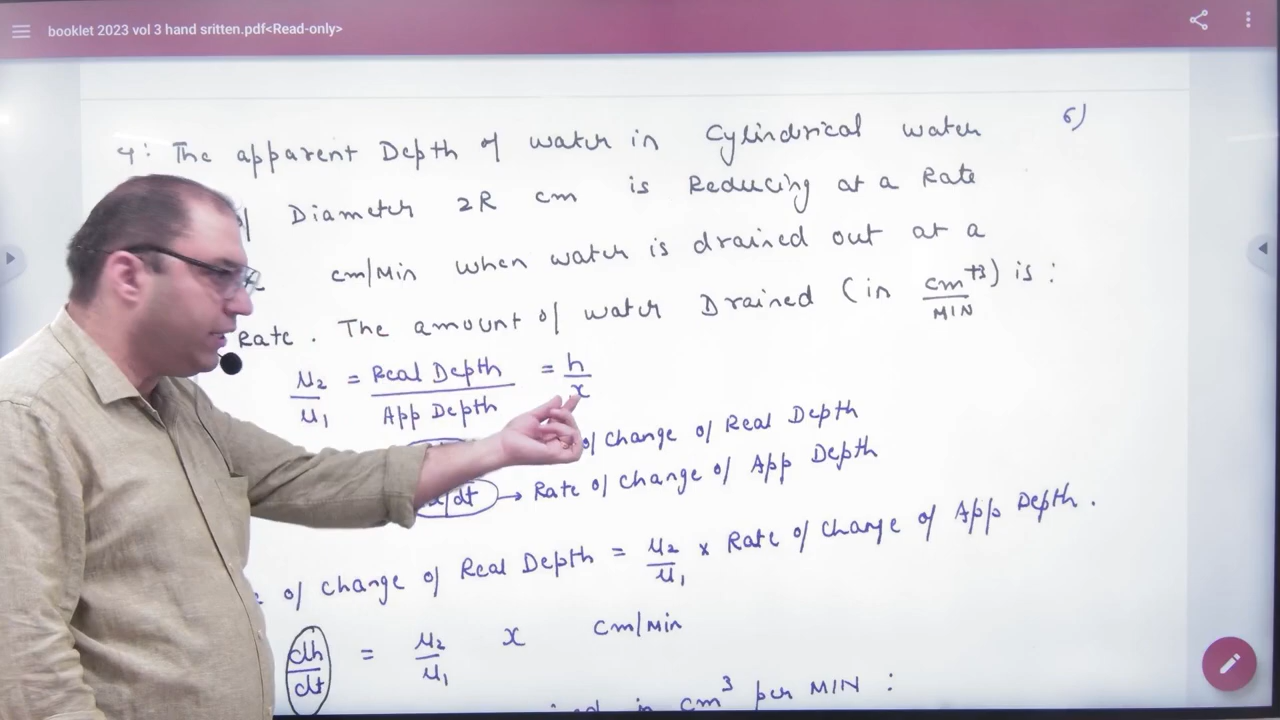 booklet 2023 vol 3 hand sritten.pdf<Read-only>
6)
4: The apparent Depth of water in Cylindrical water
of Diameter 2R cm is Reducing at a Rate
cm/Min when water is drained out at a
Rate. The amount of water Drained (in cm⁺³/MIN) is:
μ₂/μ₁ = Real Depth/App Depth = h/x
of Change of Real Depth
dt → Rate of Change of App Depth
of Change of Real Depth = μ₂/μ₁ x Rate of Change of App Depth.
dh/dt = μ₂/μ₁ x cm/Min
in cm³ per MIN: